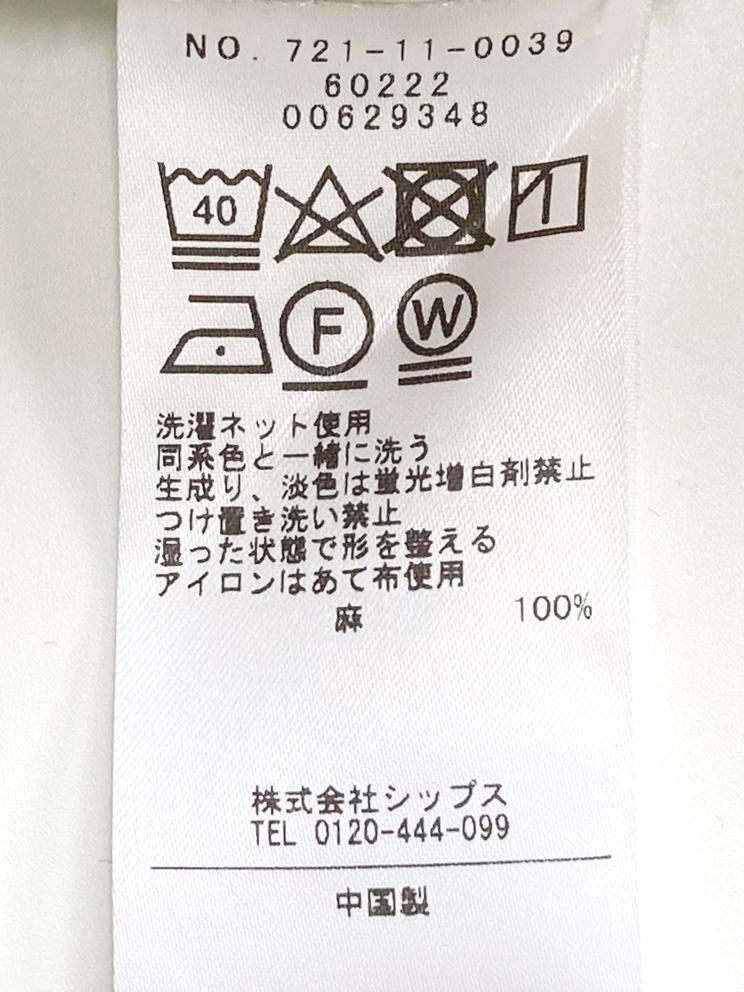 NO. 721-11-0039
60222
00629348
40
F W
洗濯ネット使用
同系色と一緒に洗う
生成り、淡色は蛍光増白剤禁止
つけ置き洗い禁止
湿った状態で形を整える
アイロンはあて布使用
麻 100%
株式会社シップス
TEL 0120-444-099
中国製